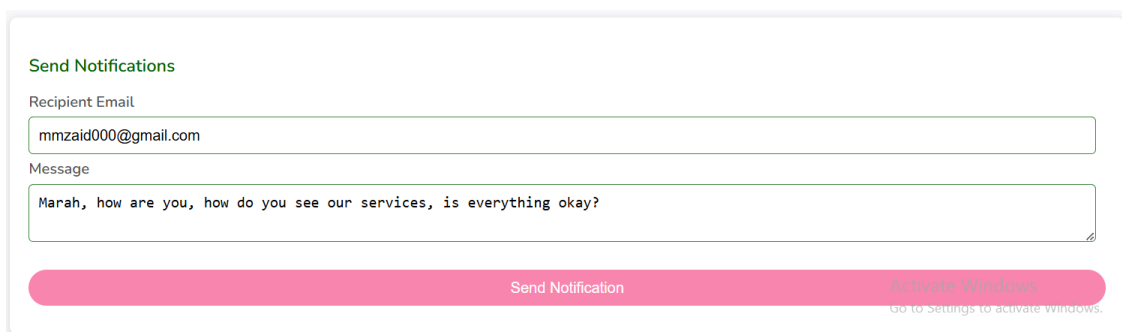 Send Notifications
Recipient Email
mmzaid000@gmail.com
Message
Marah, how are you, how do you see our services, is everything okay?
Send Notification
Activate Windows
Go to Settings to activate Windows.